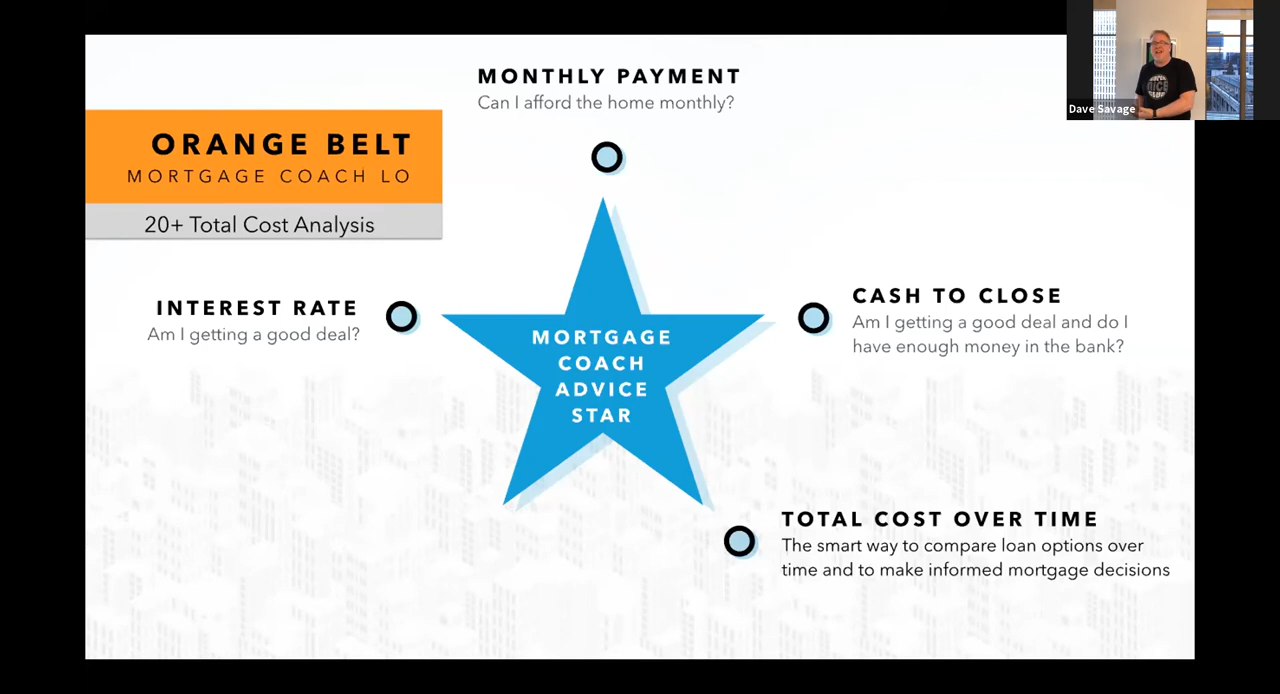 MONTHLY PAYMENT
Can I afford the home monthly?
Dave Savage
ORANGE BELT
MORTGAGE COACH LO
20+ Total Cost Analysis
INTEREST RATE
Am I getting a good deal?
MORTGAGE
COACH
ADVICE
STAR
CASH TO CLOSE
Am I getting a good deal and do I
have enough money in the bank?
TOTAL COST OVER TIME
The smart way to compare loan options over
time and to make informed mortgage decisions
NICE